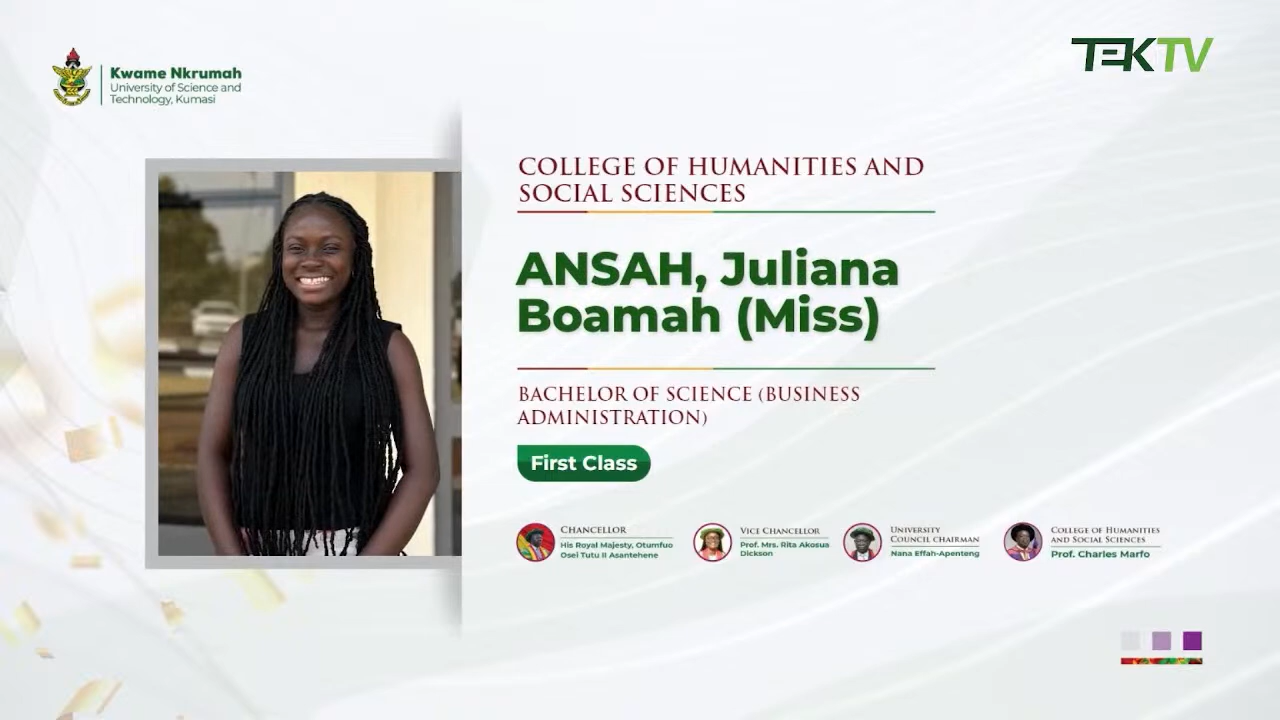 TEKTV
Kwame Nkrumah
University of Science and
Technology, Kumasi
COLLEGE OF HUMANITIES AND
SOCIAL SCIENCES
ANSAH, Juliana
Boamah (Miss)
BACHELOR OF SCIENCE (BUSINESS
ADMINISTRATION)
First Class
CHANCELLOR
His Royal Majesty, Otumfuo
Osei Tutu II Asantehene
VICE CHANCELLOR
Prof. Mrs. Rita Akosua
Dickson
UNIVERSITY
COUNCIL CHAIRMAN
Nana Effah-Apenteng
COLLEGE OF HUMANITIES
AND SOCIAL SCIENCES
Prof. Charles Marfo